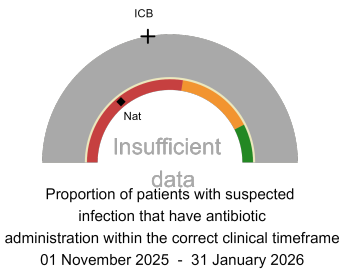 ICB
Nat
Insufficient
data
Proportion of patients with suspected
infection that have antibiotic
administration within the correct clinical timeframe
01 November 2025 - 31 January 2026